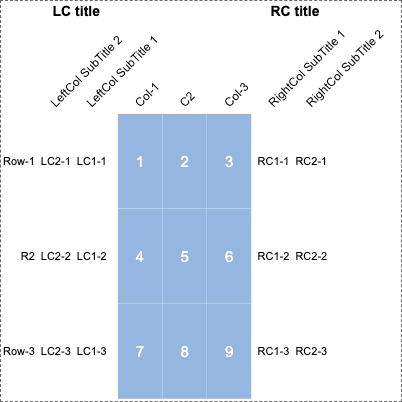 LC title RC title
LeftCol SubTitle 2 LeftCol SubTitle 1 Col-1 C2 Col-3 RightCol SubTitle 1 RightCol SubTitle 2
Row-1 LC2-1 LC1-1 1 2 3 RC1-1 RC2-1
R2 LC2-2 LC1-2 4 5 6 RC1-2 RC2-2
Row-3 LC2-3 LC1-3 7 8 9 RC1-3 RC2-3